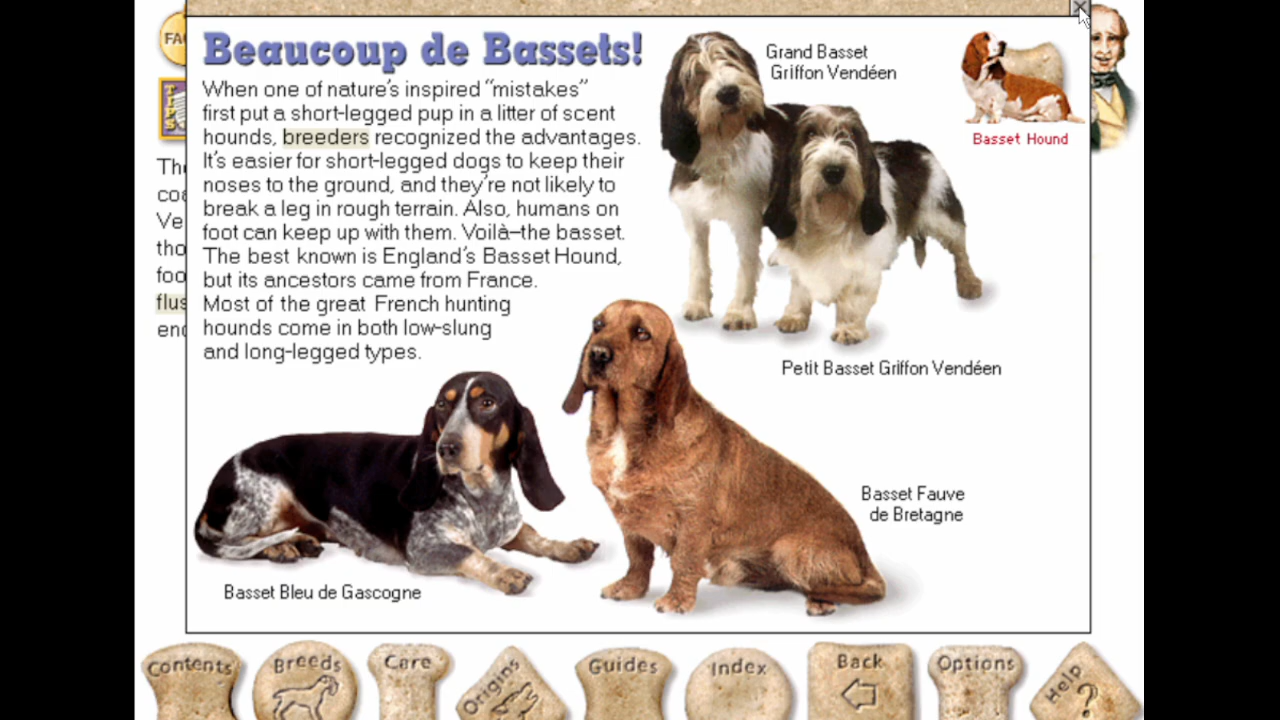 Beaucoup de Bassets!
When one of nature's inspired "mistakes"
first put a short-legged pup in a litter of scent
hounds, breeders recognized the advantages.
It's easier for short-legged dogs to keep their
noses to the ground, and they're not likely to
break a leg in rough terrain. Also, humans on
foot can keep up with them. Voilà–the basset.
The best known is England's Basset Hound,
but its ancestors came from France.
Most of the great French hunting
hounds come in both low-slung
and long-legged types.
Grand Basset
Griffon Vendéen
Basset Hound
Petit Basset Griffon Vendéen
Basset Fauve
de Bretagne
Basset Bleu de Gascogne
TIPS
Contents
Breeds
Care
Origins
Guides
Index
Back
Options
Help
?